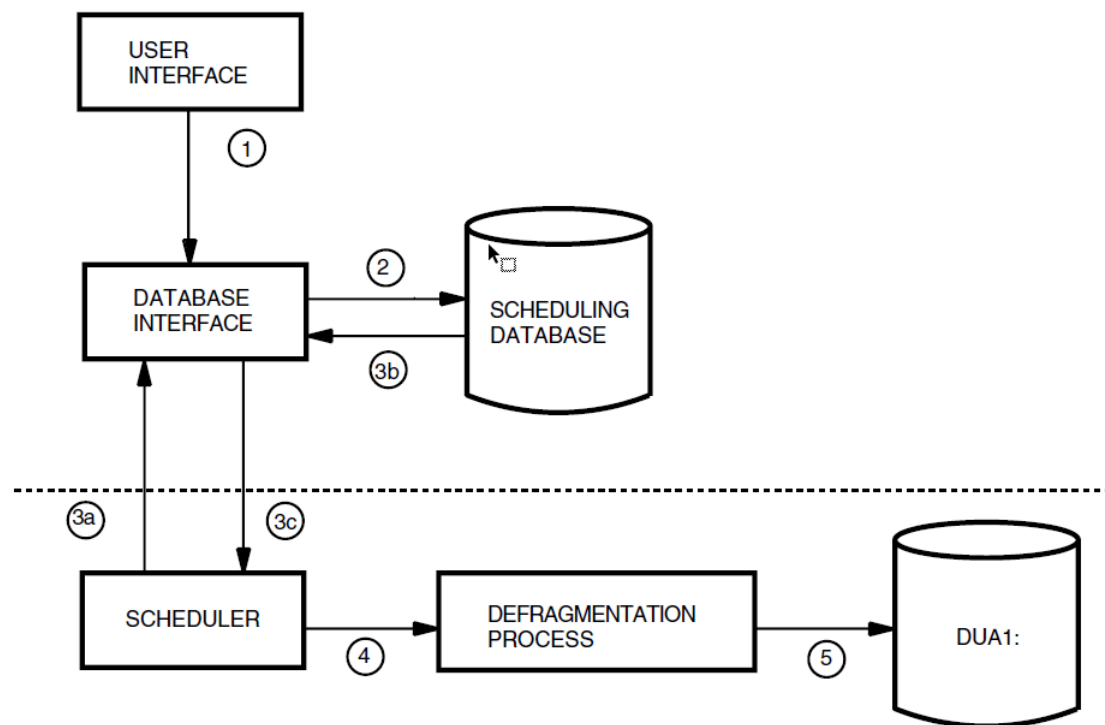 USER
INTERFACE
1
DATABASE
INTERFACE
2
3b
SCHEDULING
DATABASE
3a
3c
SCHEDULER
4
DEFRAGMENTATION
PROCESS
5
DUA1: